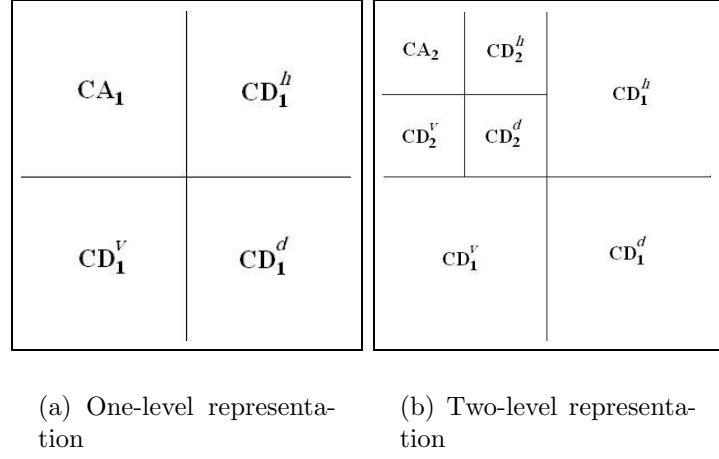 CA₁ CD₁ʰ
CD₁ᵛ CD₁ᵈ
CA₂ CD₂ʰ CD₁ʰ
CD₂ᵛ CD₂ᵈ
CD₁ᵛ CD₁ᵈ
(a) One-level representa-
tion
(b) Two-level representa-
tion